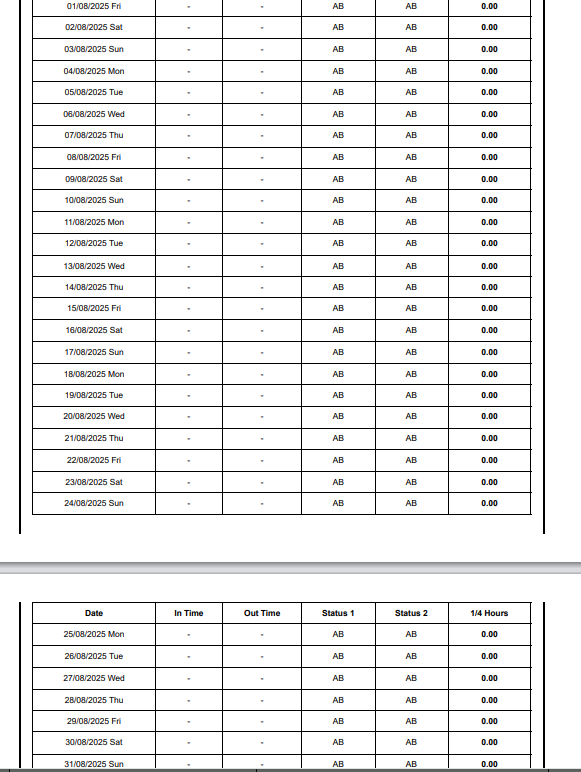 01/08/2025 Fri - - AB AB 0.00
02/08/2025 Sat - - AB AB 0.00
03/08/2025 Sun - - AB AB 0.00
04/08/2025 Mon - - AB AB 0.00
05/08/2025 Tue - - AB AB 0.00
06/08/2025 Wed - - AB AB 0.00
07/08/2025 Thu - - AB AB 0.00
08/08/2025 Fri - - AB AB 0.00
09/08/2025 Sat - - AB AB 0.00
10/08/2025 Sun - - AB AB 0.00
11/08/2025 Mon - - AB AB 0.00
12/08/2025 Tue - - AB AB 0.00
13/08/2025 Wed - - AB AB 0.00
14/08/2025 Thu - - AB AB 0.00
15/08/2025 Fri - - AB AB 0.00
16/08/2025 Sat - - AB AB 0.00
17/08/2025 Sun - - AB AB 0.00
18/08/2025 Mon - - AB AB 0.00
19/08/2025 Tue - - AB AB 0.00
20/08/2025 Wed - - AB AB 0.00
21/08/2025 Thu - - AB AB 0.00
22/08/2025 Fri - - AB AB 0.00
23/08/2025 Sat - - AB AB 0.00
24/08/2025 Sun - - AB AB 0.00
Date In Time Out Time Status 1 Status 2 1/4 Hours
25/08/2025 Mon - - AB AB 0.00
26/08/2025 Tue - - AB AB 0.00
27/08/2025 Wed - - AB AB 0.00
28/08/2025 Thu - - AB AB 0.00
29/08/2025 Fri - - AB AB 0.00
30/08/2025 Sat - - AB AB 0.00
31/08/2025 Sun - - AB AB 0.00